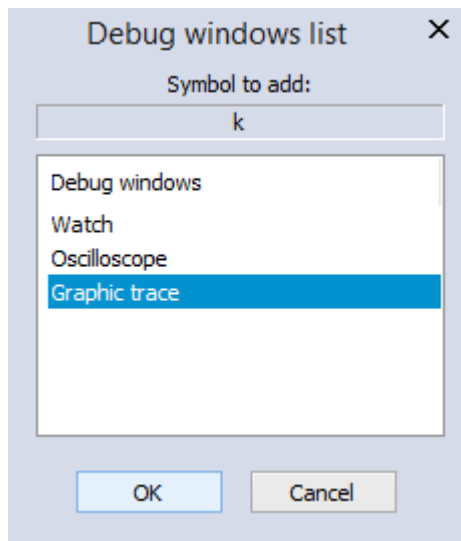 Debug windows list
Symbol to add:
k
Debug windows
Watch
Oscilloscope
Graphic trace
OK Cancel